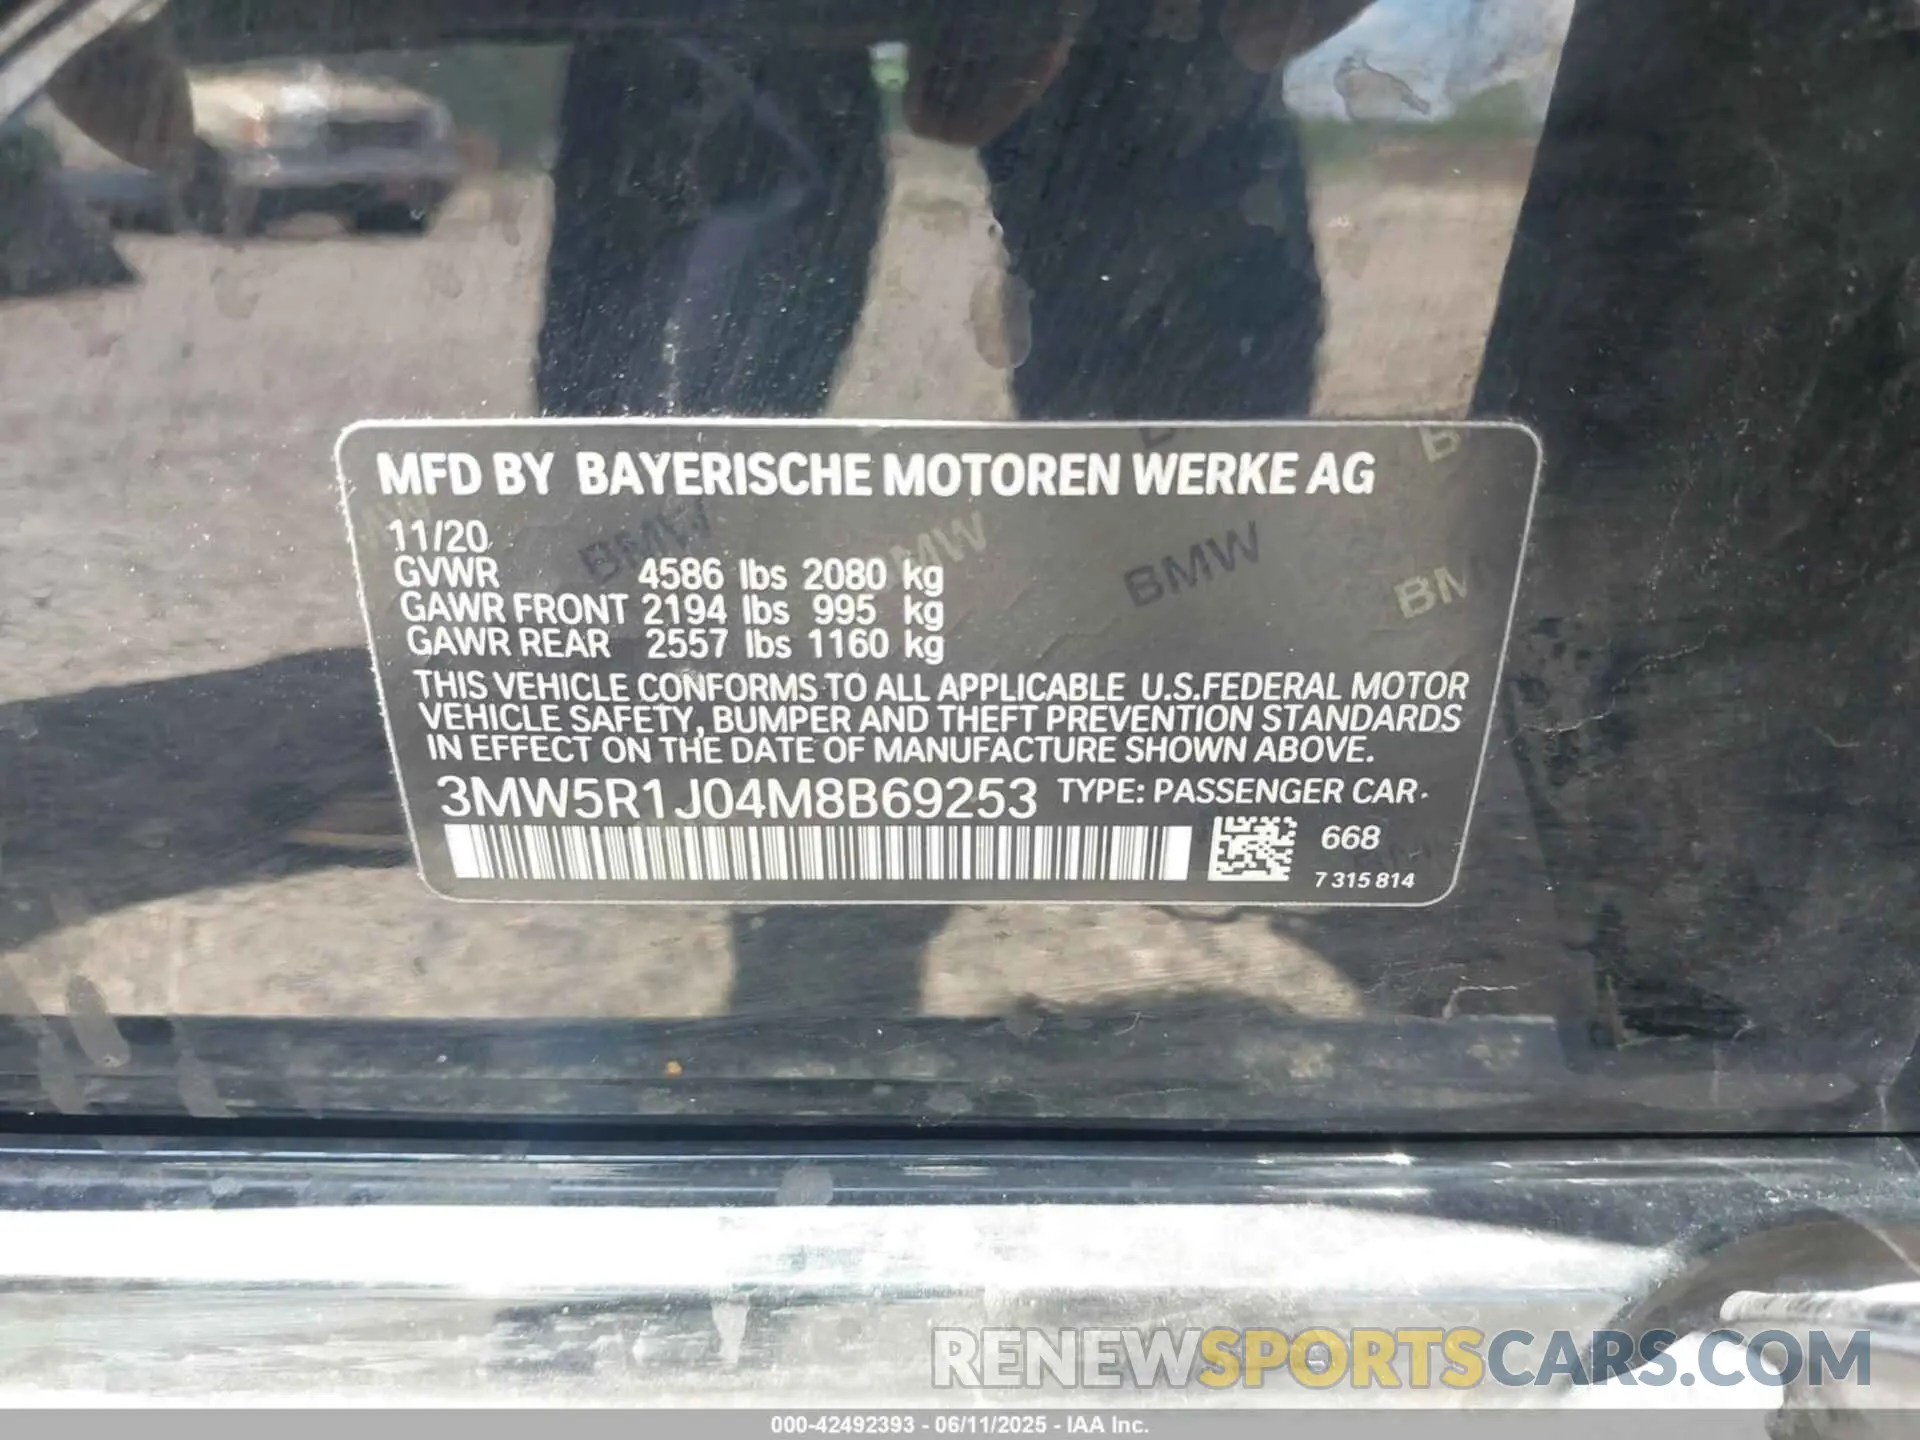 MFD BY BAYERISCHE MOTOREN WERKE AG
11/20
GVWR 4586 lbs 2080 kg
GAWR FRONT 2194 lbs 995 kg
GAWR REAR 2557 lbs 1160 kg
THIS VEHICLE CONFORMS TO ALL APPLICABLE U.S.FEDERAL MOTOR
VEHICLE SAFETY, BUMPER AND THEFT PREVENTION STANDARDS
IN EFFECT ON THE DATE OF MANUFACTURE SHOWN ABOVE.
3MW5R1J04M8B69253 TYPE: PASSENGER CAR
668
7 315 814
BMW BMW BMW
RENEWSPORTSCARS.COM
000-42492393 - 06/11/2025 - IAA Inc.